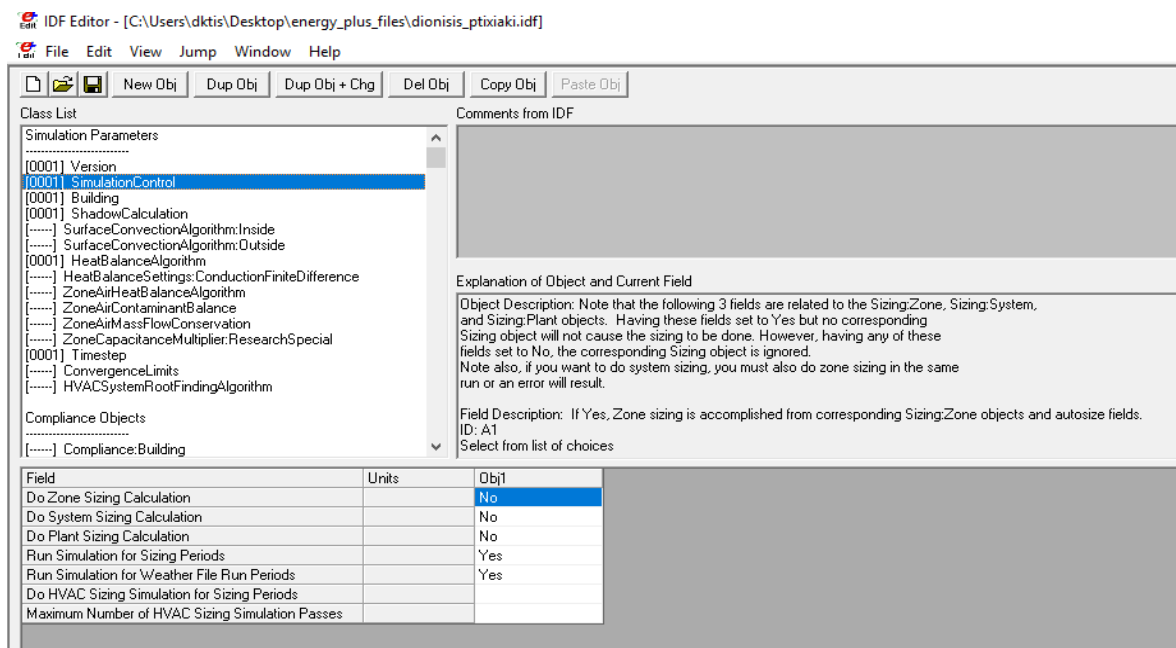 IDF Editor - [C:\Users\dktis\Desktop\energy_plus_files\dionisis_ptixiaki.idf]
File Edit View Jump Window Help
New Obj Dup Obj Dup Obj + Chg Del Obj Copy Obj Paste Obj
Class List
Simulation Parameters
--------------------------
[0001] Version
[0001] SimulationControl
[0001] Building
[0001] ShadowCalculation
[------] SurfaceConvectionAlgorithm:Inside
[------] SurfaceConvectionAlgorithm:Outside
[0001] HeatBalanceAlgorithm
[------] HeatBalanceSettings:ConductionFiniteDifference
[------] ZoneAirHeatBalanceAlgorithm
[------] ZoneAirContaminantBalance
[------] ZoneAirMassFlowConservation
[------] ZoneCapacitanceMultiplier:ResearchSpecial
[0001] Timestep
[------] ConvergenceLimits
[------] HVACSystemRootFindingAlgorithm
Compliance Objects
--------------------------
[------] Compliance:Building
Comments from IDF
Explanation of Object and Current Field
Object Description: Note that the following 3 fields are related to the Sizing:Zone, Sizing:System,
and Sizing:Plant objects. Having these fields set to Yes but no corresponding
Sizing object will not cause the sizing to be done. However, having any of these
fields set to No, the corresponding Sizing object is ignored.
Note also, if you want to do system sizing, you must also do zone sizing in the same
run or an error will result.
Field Description: If Yes, Zone sizing is accomplished from corresponding Sizing:Zone objects and autosize fields.
ID: A1
Select from list of choices
Field Units Obj1
Do Zone Sizing Calculation No
Do System Sizing Calculation No
Do Plant Sizing Calculation No
Run Simulation for Sizing Periods Yes
Run Simulation for Weather File Run Periods Yes
Do HVAC Sizing Simulation for Sizing Periods
Maximum Number of HVAC Sizing Simulation Passes